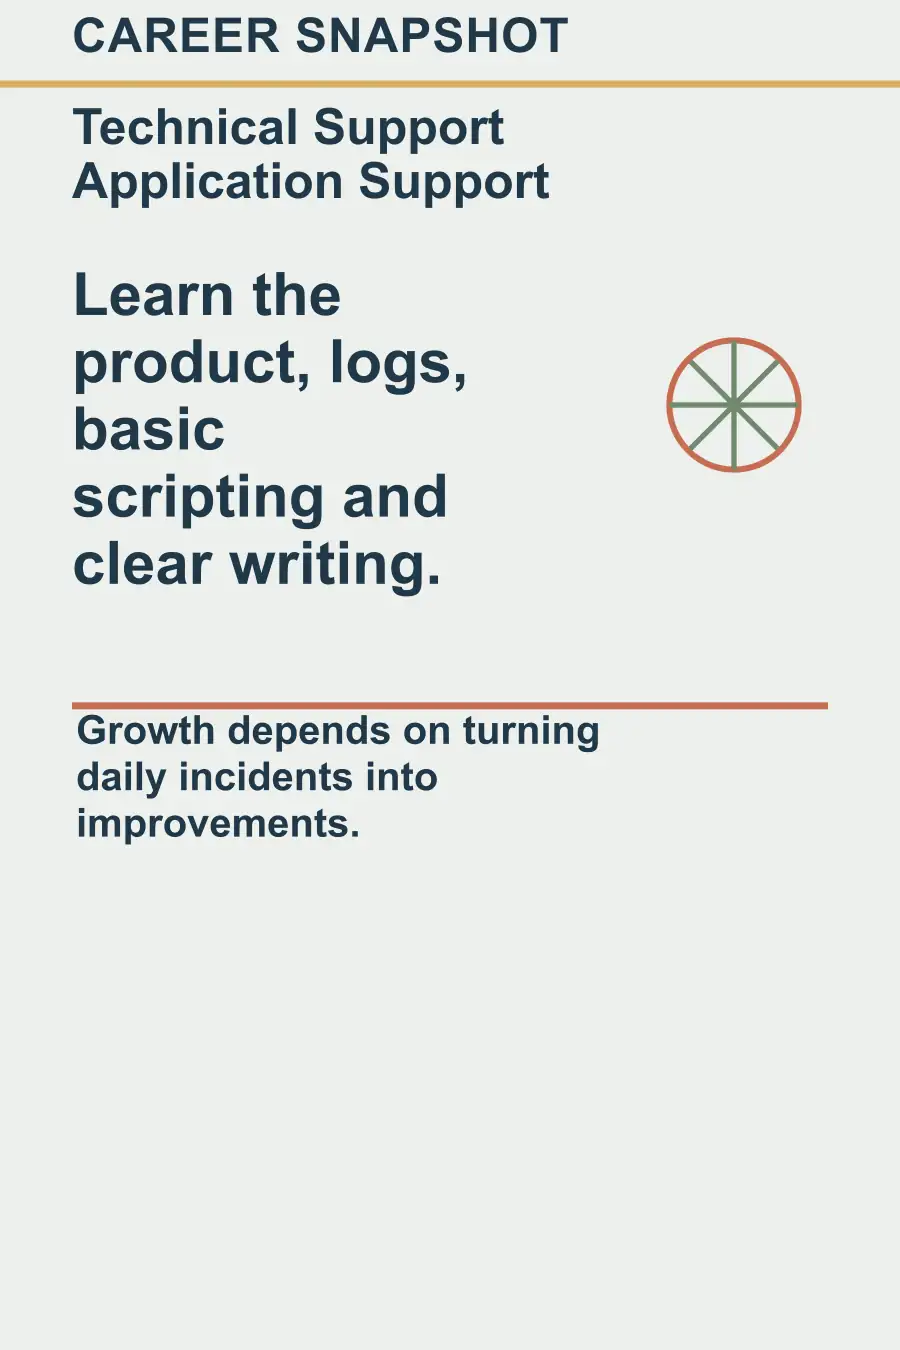 CAREER SNAPSHOT
Technical Support
Application Support
Learn the
product, logs,
basic
scripting and
clear writing.
Growth depends on turning
daily incidents into
improvements.